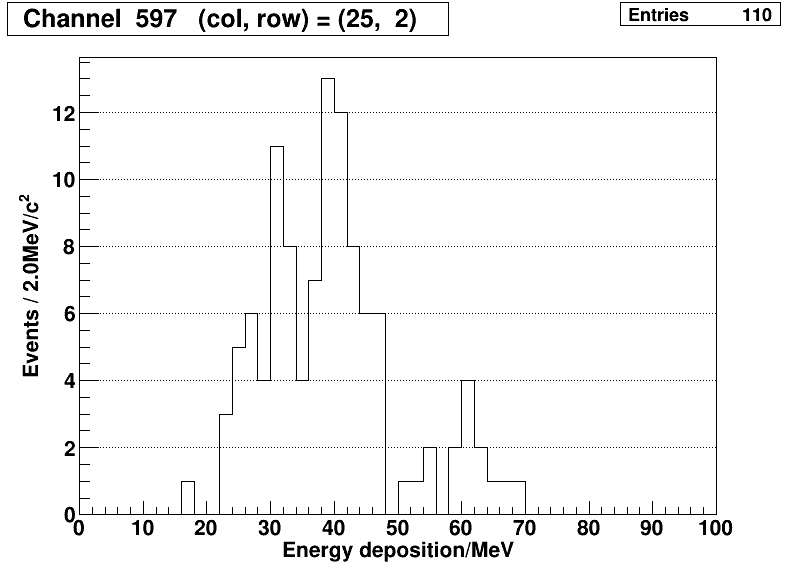 Channel 597 (col, row) = (25, 2)
Entries 110
Events / 2.0MeV/c²
12
10
8
6
4
2
0
0 10 20 30 40 50 60 70 80 90 100
Energy deposition/MeV